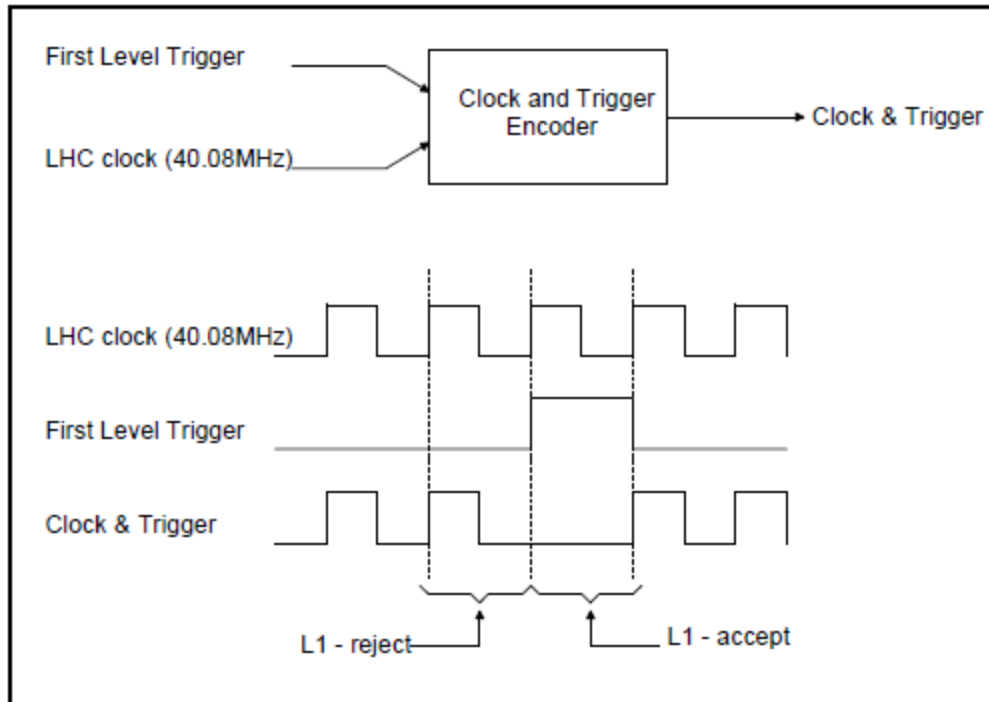 First Level Trigger
Clock and Trigger
Encoder
Clock & Trigger
LHC clock (40.08MHz)
LHC clock (40.08MHz)
First Level Trigger
Clock & Trigger
L1 - reject
L1 - accept